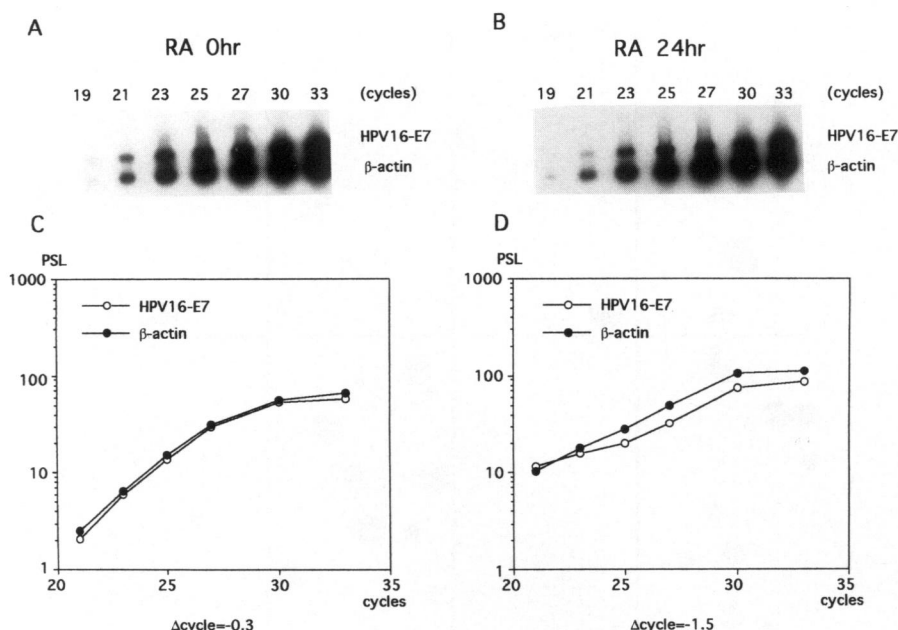 A
RA 0hr
19 21 23 25 27 30 33 (cycles)
HPV16-E7
β-actin
B
RA 24hr
19 21 23 25 27 30 33 (cycles)
HPV16-E7
β-actin
C
PSL
1000
100
10
1
HPV16-E7
β-actin
20 25 30 35
cycles
Δcycle=-0.3
D
PSL
1000
100
10
1
HPV16-E7
β-actin
20 25 30 35
cycles
Δcycle=-1.5